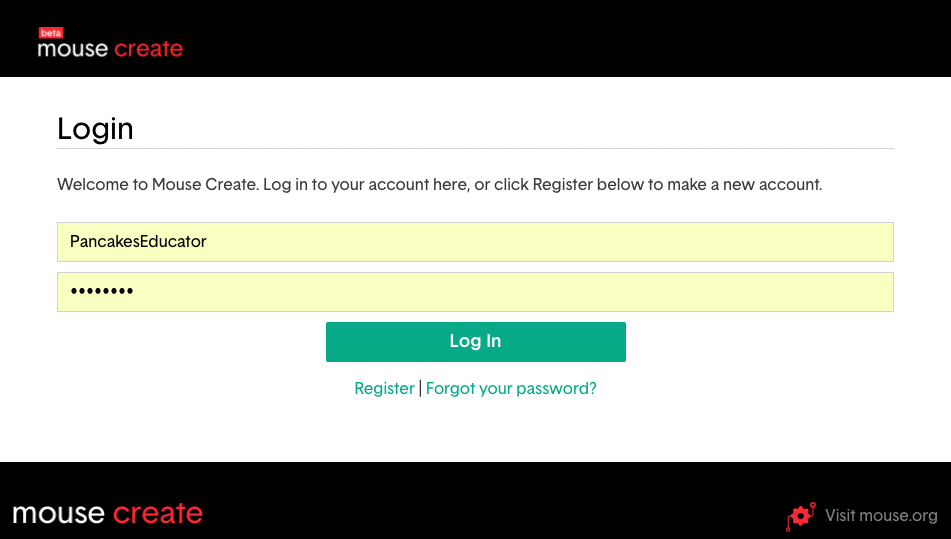 beta
mouse create
Login
Welcome to Mouse Create. Log in to your account here, or click Register below to make a new account.
PancakesEducator
••••••••
Log In
Register | Forgot your password?
mouse create
Visit mouse.org